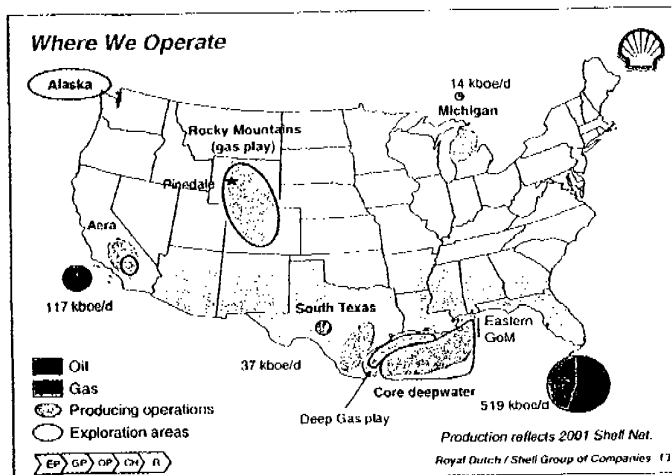 Where We Operate
Alaska
14 kboe/d
Michigan
Rocky Mountains
(gas play)
Pinedale
Aera
117 kboe/d
South Texas
37 kboe/d
Eastern
GoM
Core deepwater
Deep Gas play
519 kboe/d
Oil
Gas
Producing operations
Exploration areas
Production reflects 2001 Shell Net.
EP GP OP CH R
Royal Dutch / Shell Group of Companies